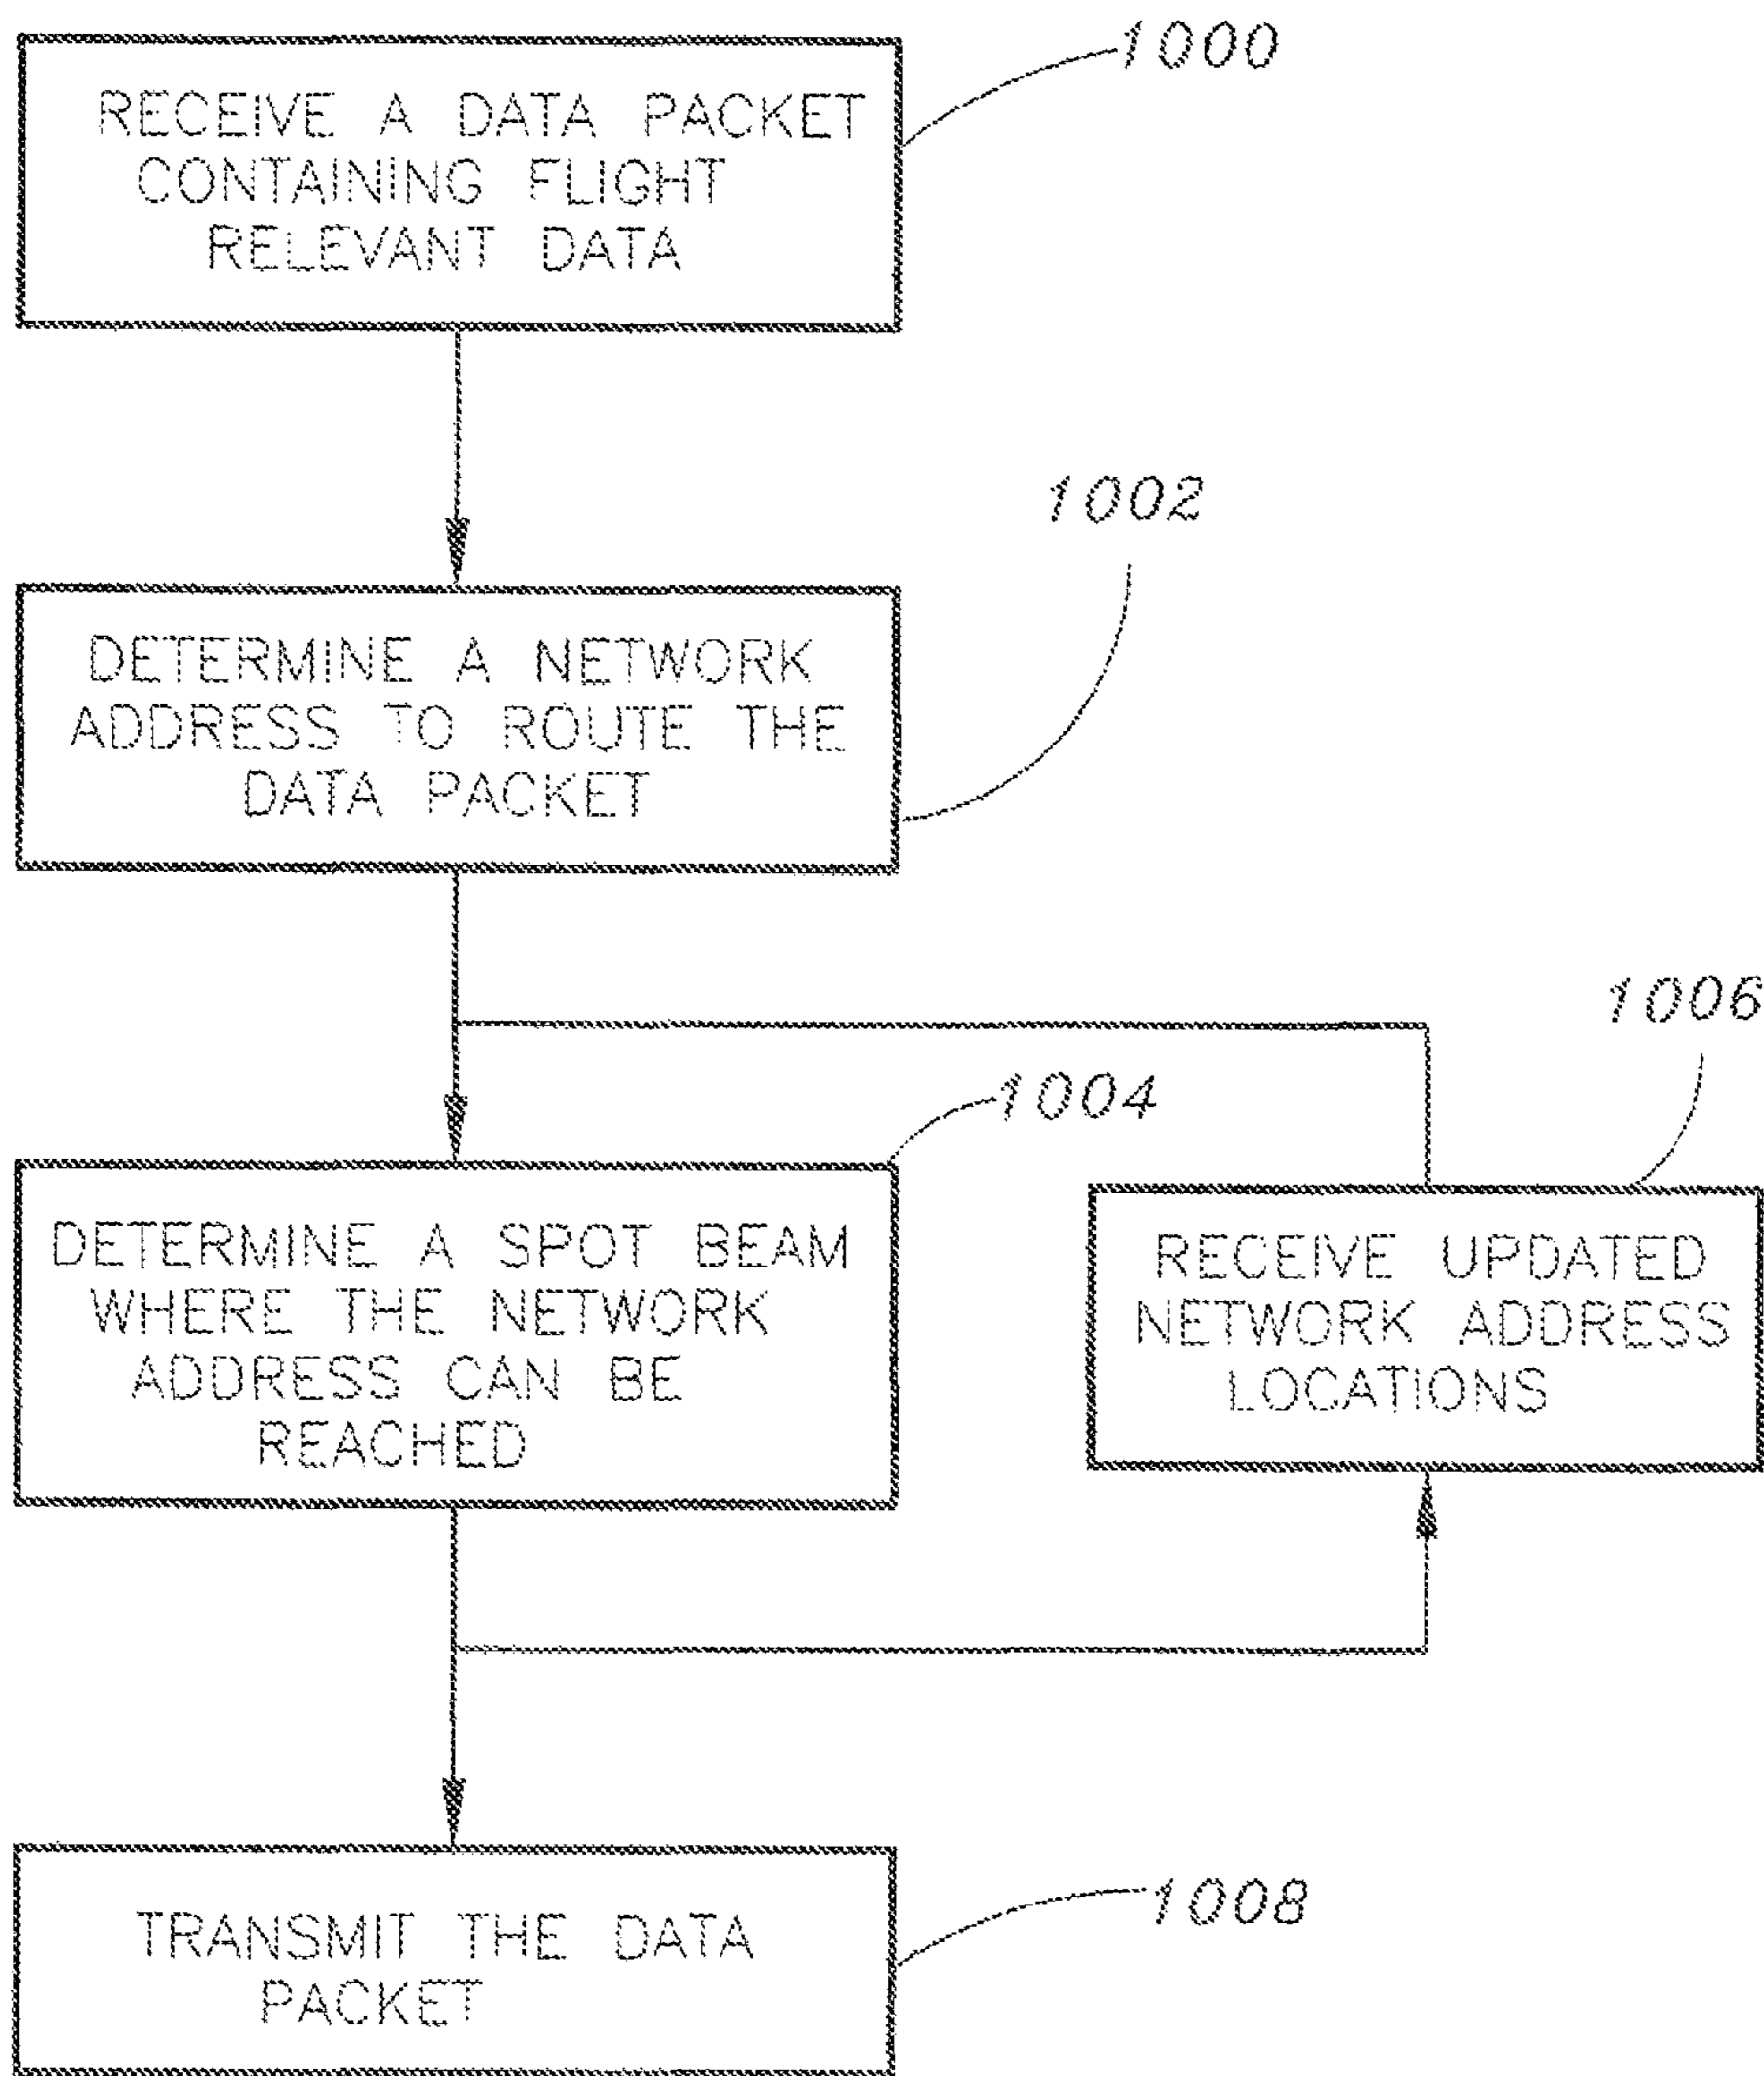 1000
RECEIVE A DATA PACKET
CONTAINING FLIGHT
RELEVANT DATA
1002
DETERMINE A NETWORK
ADDRESS TO ROUTE THE
DATA PACKET
1004
DETERMINE A SPOT BEAM
WHERE THE NETWORK
ADDRESS CAN BE
REACHED
1006
RECEIVE UPDATED
NETWORK ADDRESS
LOCATIONS
1008
TRANSMIT THE DATA
PACKET